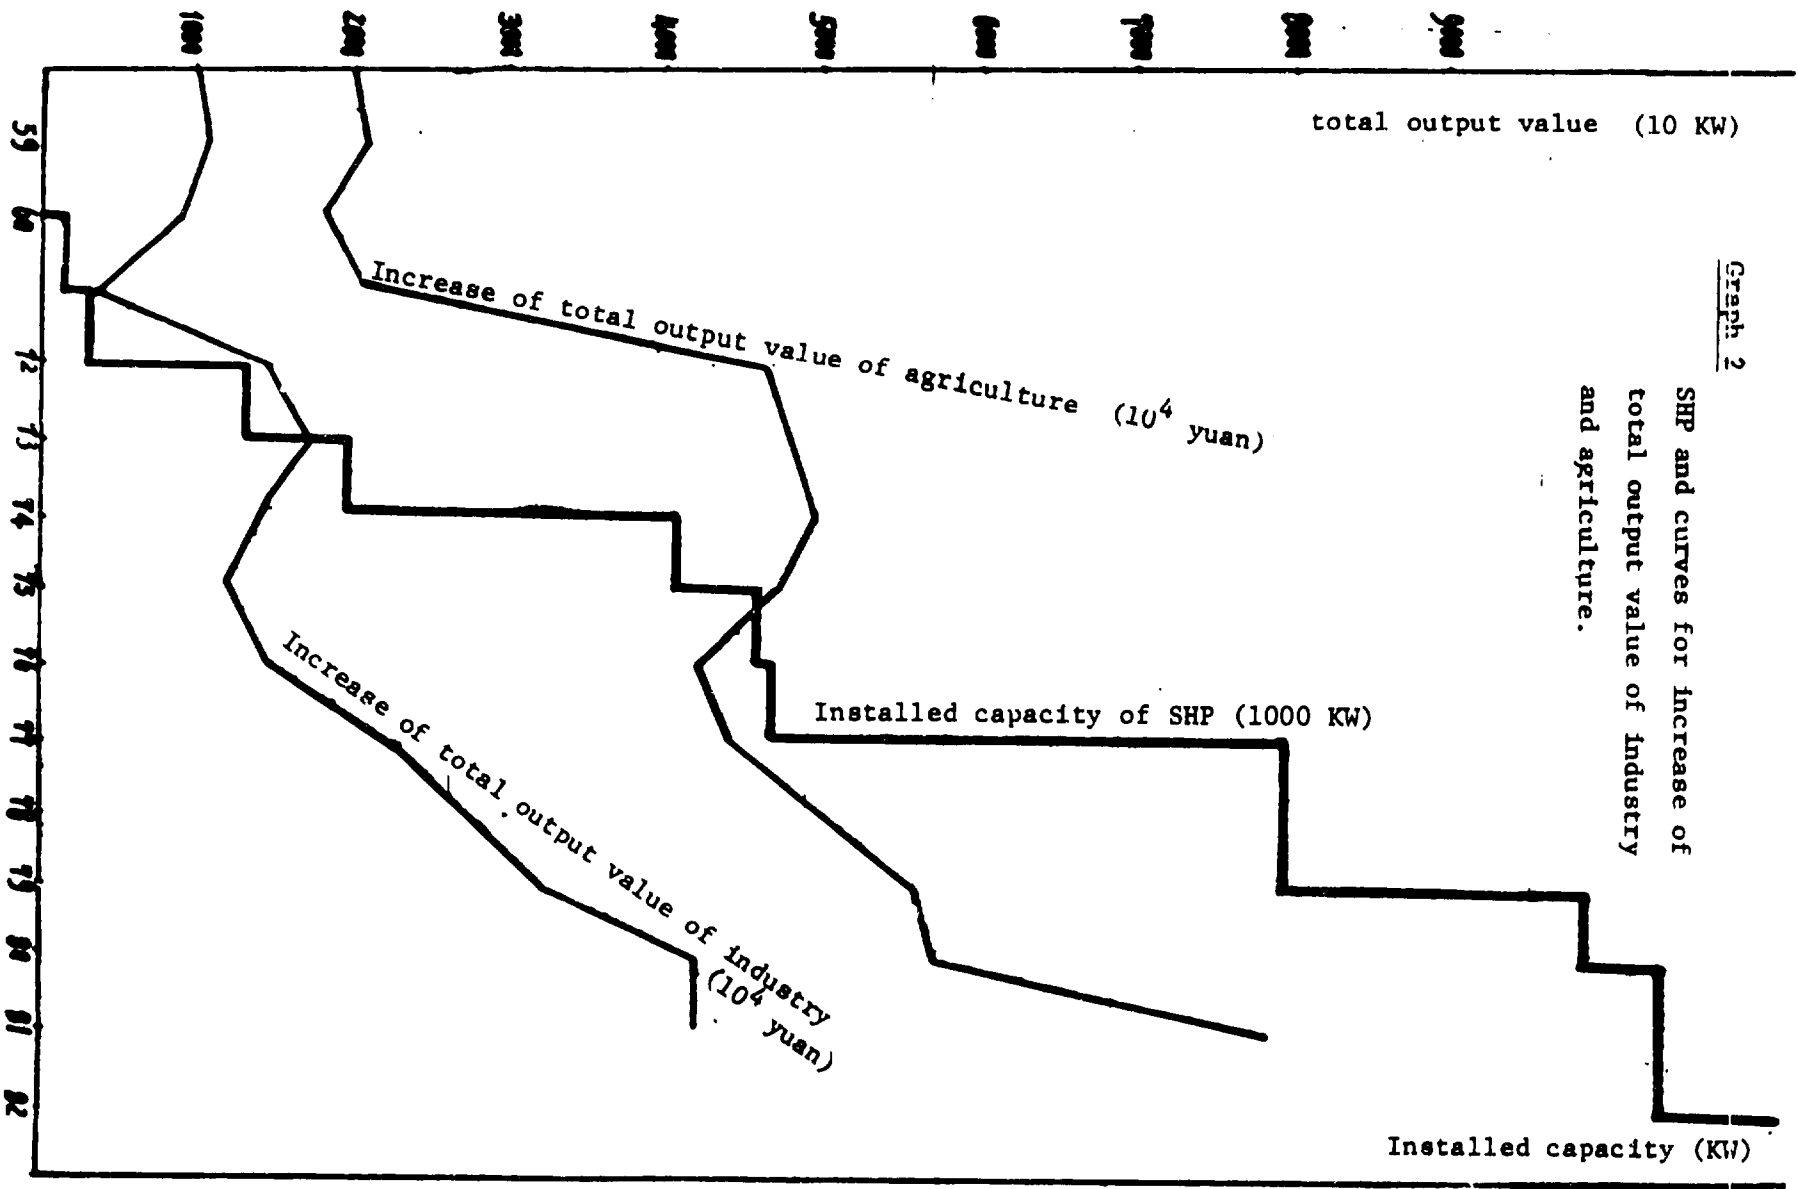 Graph 2
SHP and curves for increase of
total output value of industry
and agriculture.
1000 2000 3000 4000 5000 6000 7000 8000 9000
total output value (10 KW)
59
60
72
73
74
76
77
78
79
80
81
82
Increase of total output value of agriculture (10⁴ yuan)
Installed capacity of SHP (1000 KW)
Increase of total output value of industry
(10⁴ yuan)
Installed capacity (KW)